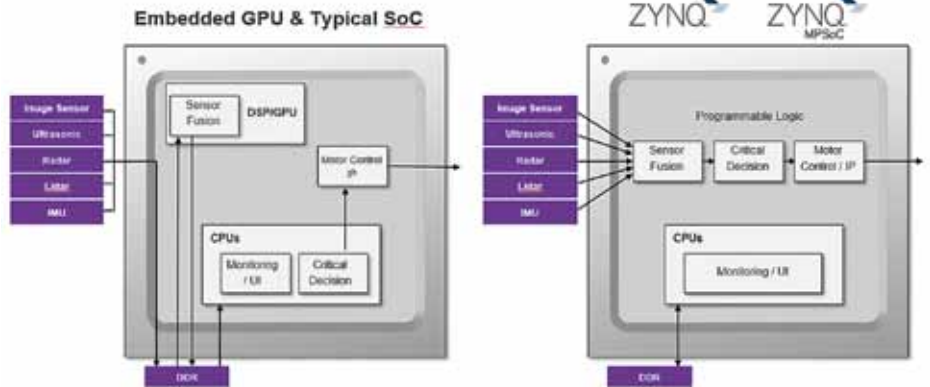 Embedded GPU & Typical SoC
ZYNQ
ZYNQ
MPSoC
Image Sensor
Ultrasonic
Radar
Lidar
IMU
Sensor
Fusion
DSP/GPU
Motor Control
IP
CPUs
Monitoring
/ UI
Critical
Decision
DDR
Image Sensor
Ultrasonic
Radar
Lidar
IMU
Programmable Logic
Sensor
Fusion
Critical
Decision
Motor
Control / IP
CPUs
Monitoring / UI
DDR